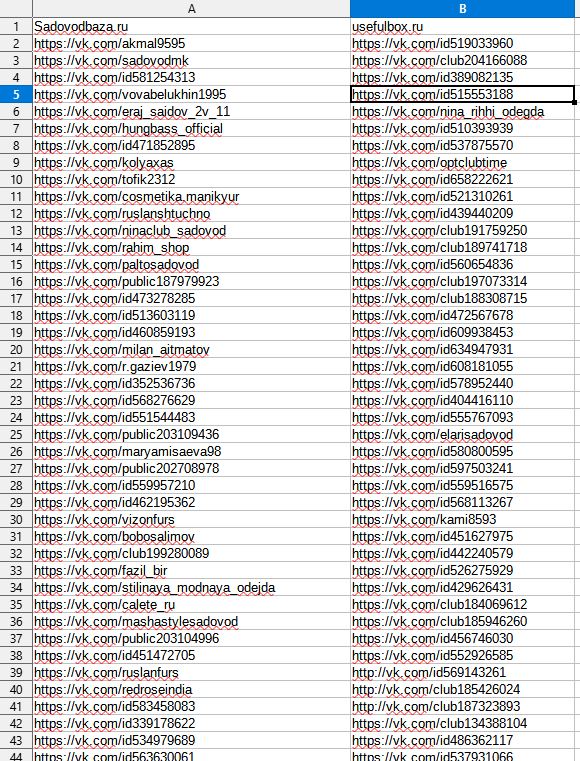 A B
1 Sadovodbaza.ru usefulbox.ru
2 https://vk.com/akmal9595 https://vk.com/id519033960
3 https://vk.com/sadovodmk https://vk.com/club204166088
4 https://vk.com/id581254313 https://vk.com/id389082135
5 https://vk.com/vovabelukhin1995 https://vk.com/id515553188
6 https://vk.com/eraj_saidov_2v_11 https://vk.com/nina_rihhi_odegda
7 https://vk.com/hungbass_official https://vk.com/id510393939
8 https://vk.com/id471852895 https://vk.com/id537875570
9 https://vk.com/kolyaxas https://vk.com/optclubtime
10 https://vk.com/tofik2312 https://vk.com/id658222621
11 https://vk.com/cosmetika.manikyur https://vk.com/id521310261
12 https://vk.com/ruslanshtuchno https://vk.com/id439440209
13 https://vk.com/ninaclub_sadovod https://vk.com/club191759250
14 https://vk.com/rahim_shop https://vk.com/club189741718
15 https://vk.com/paltosadovod https://vk.com/id560654836
16 https://vk.com/public187979923 https://vk.com/club197073314
17 https://vk.com/id473278285 https://vk.com/club188308715
18 https://vk.com/id513603119 https://vk.com/id472567678
19 https://vk.com/id460859193 https://vk.com/id609938453
20 https://vk.com/milan_aitmatov https://vk.com/id634947931
21 https://vk.com/r.gaziev1979 https://vk.com/id608181055
22 https://vk.com/id352536736 https://vk.com/id578952440
23 https://vk.com/id568276629 https://vk.com/id404416110
24 https://vk.com/id551544483 https://vk.com/id555767093
25 https://vk.com/public203109436 https://vk.com/elarisadovod
26 https://vk.com/maryamisaeva98 https://vk.com/id580800595
27 https://vk.com/public202708978 https://vk.com/id597503241
28 https://vk.com/id559957210 https://vk.com/id559516575
29 https://vk.com/id462195362 https://vk.com/id568113267
30 https://vk.com/vizonfurs https://vk.com/kami8593
31 https://vk.com/bobosalimov https://vk.com/id451627975
32 https://vk.com/club199280089 https://vk.com/id442240579
33 https://vk.com/fazil_bir https://vk.com/id526275929
34 https://vk.com/stilinaya_modnaya_odejda https://vk.com/id429626431
35 https://vk.com/calete_ru https://vk.com/club184069612
36 https://vk.com/mashastylesadovod https://vk.com/club185946260
37 https://vk.com/public203104996 https://vk.com/id456746030
38 https://vk.com/id451472705 https://vk.com/id552926585
39 https://vk.com/ruslanfurs http://vk.com/id569143261
40 https://vk.com/redroseindia http://vk.com/club185426024
41 https://vk.com/id583458083 http://vk.com/club187323893
42 https://vk.com/id339178622 https://vk.com/club134388104
43 https://vk.com/id534979689 https://vk.com/id486362117
44 https://vk.com/id563630061 https://vk.com/id537931066